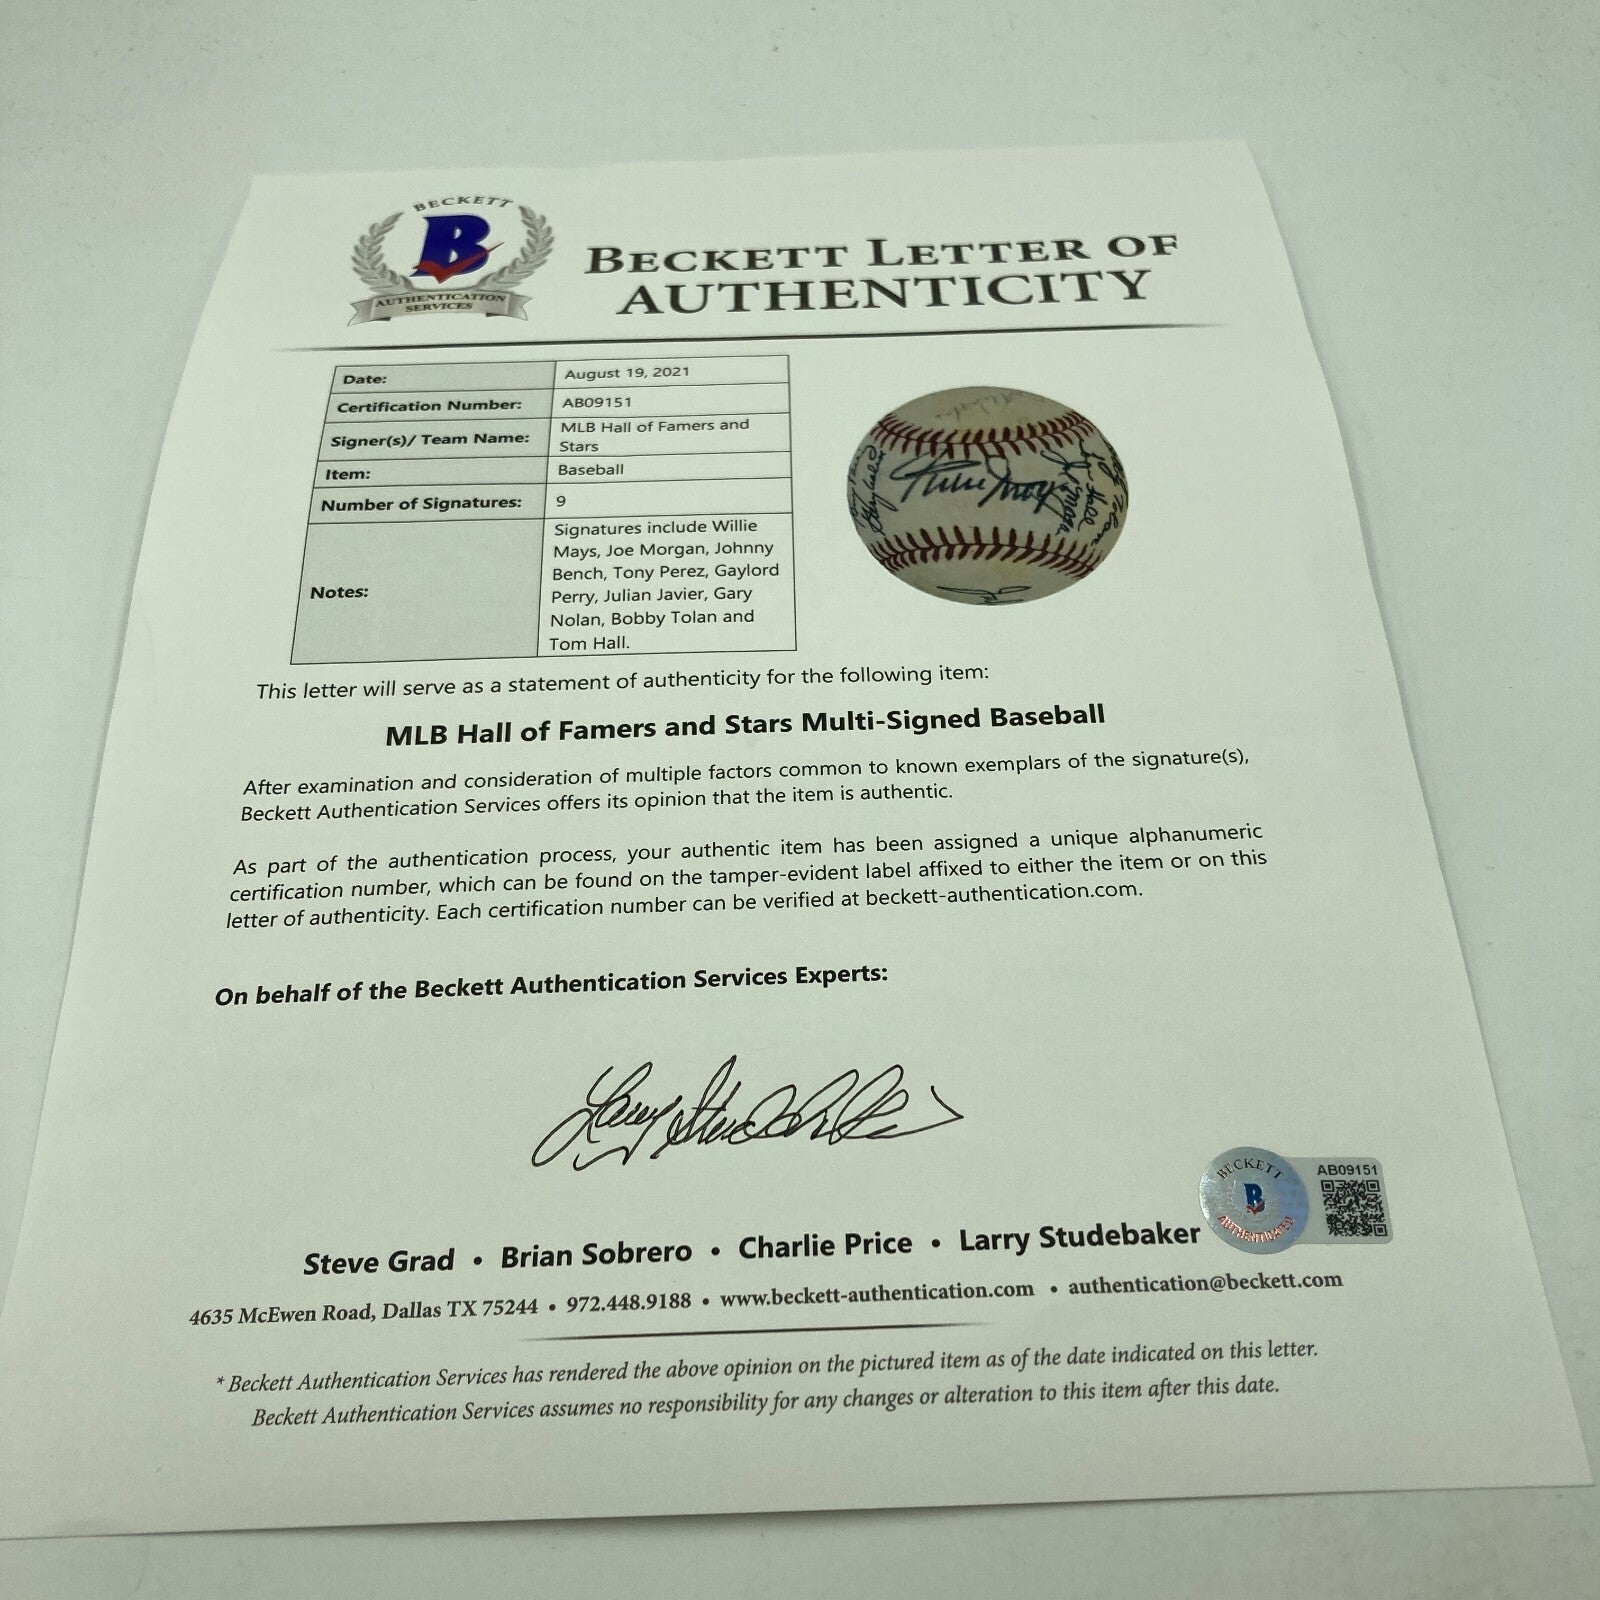 BECKETT
B
AUTHENTICATION
SERVICES
BECKETT LETTER OF
AUTHENTICITY
Date: August 19, 2021
Certification Number: AB09151
Signer(s)/ Team Name: MLB Hall of Famers and
Stars
Item: Baseball
Number of Signatures: 9
Notes: Signatures include Willie
Mays, Joe Morgan, Johnny
Bench, Tony Perez, Gaylord
Perry, Julian Javier, Gary
Nolan, Bobby Tolan and
Tom Hall.
Willie Mays
This letter will serve as a statement of authenticity for the following item:
MLB Hall of Famers and Stars Multi-Signed Baseball
After examination and consideration of multiple factors common to known exemplars of the signature(s),
Beckett Authentication Services offers its opinion that the item is authentic.
As part of the authentication process, your authentic item has been assigned a unique alphanumeric
certification number, which can be found on the tamper-evident label affixed to either the item or on this
letter of authenticity. Each certification number can be verified at beckett-authentication.com.
On behalf of the Beckett Authentication Services Experts:
Larry Studebaker
BECKETT
B
AUTHENTICATED
AB09151
Steve Grad • Brian Sobrero • Charlie Price • Larry Studebaker
4635 McEwen Road, Dallas TX 75244 • 972.448.9188 • www.beckett-authentication.com • authentication@beckett.com
* Beckett Authentication Services has rendered the above opinion on the pictured item as of the date indicated on this letter.
Beckett Authentication Services assumes no responsibility for any changes or alteration to this item after this date.